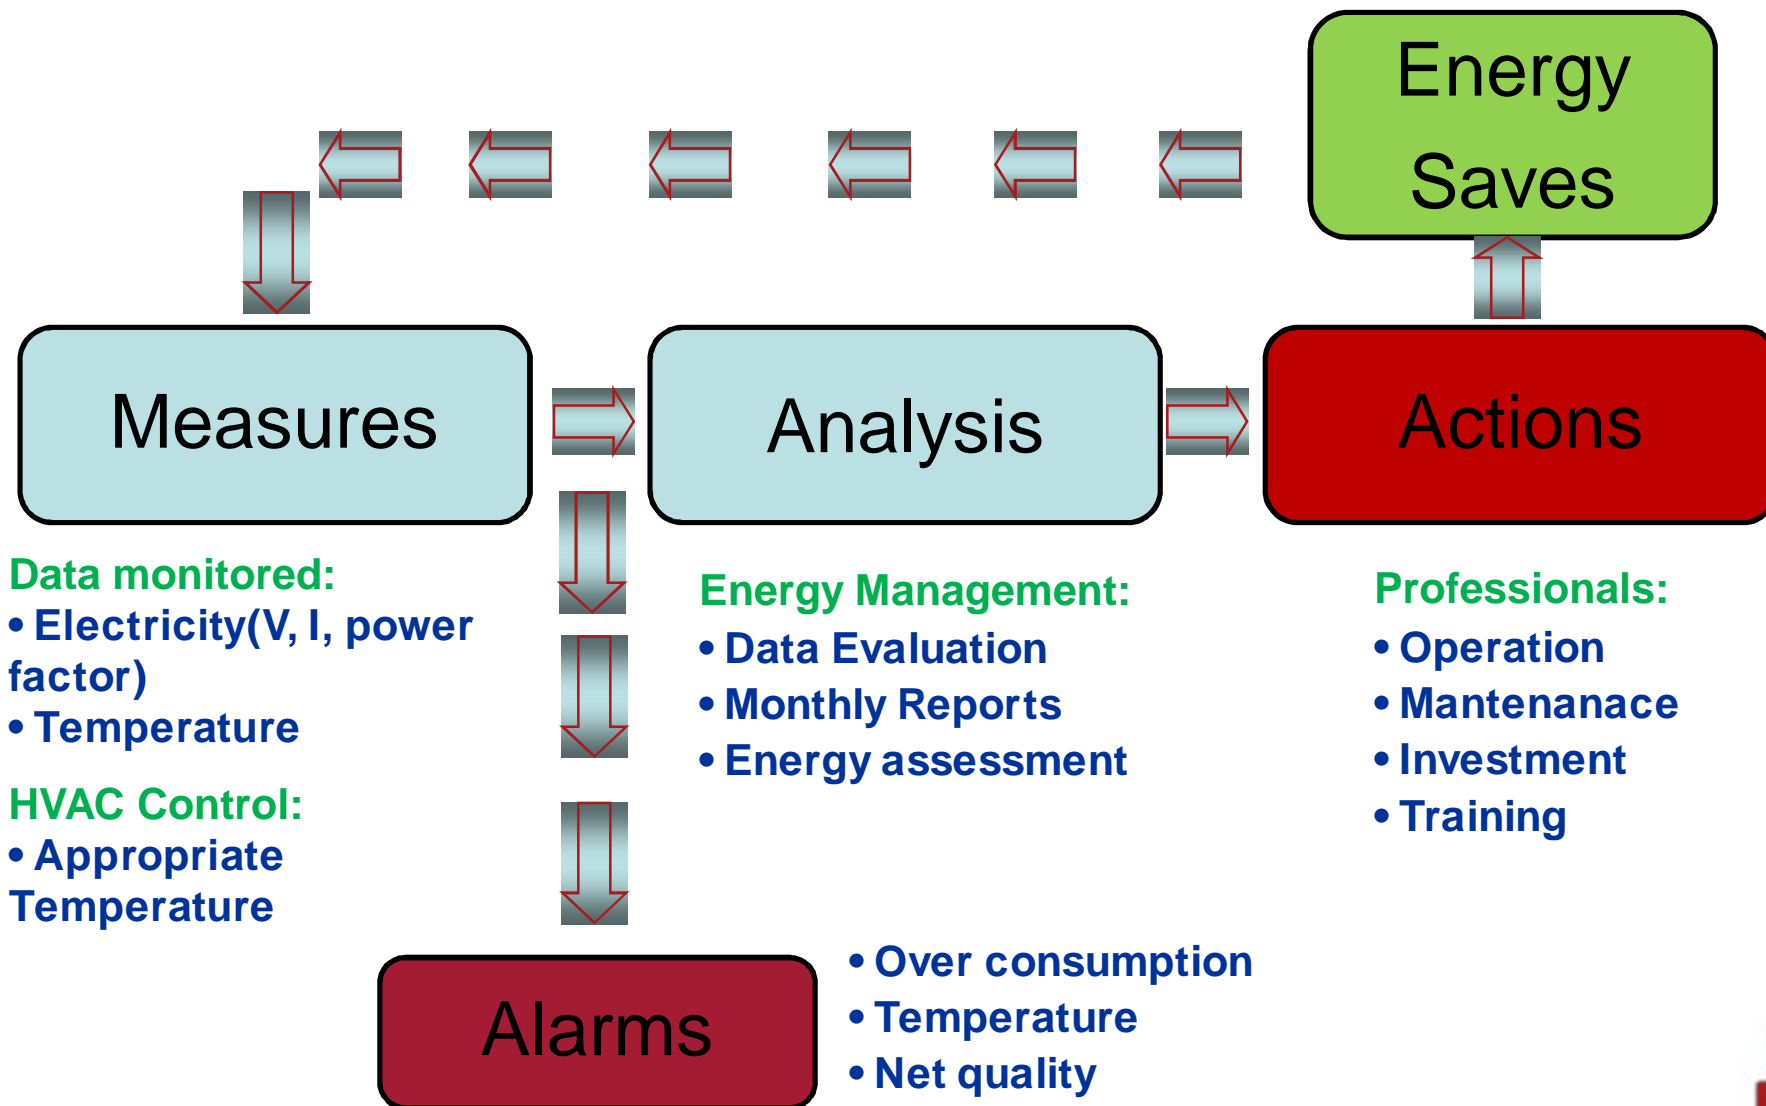 Energy
Saves
Measures
Analysis
Actions
Data monitored:
• Electricity(V, I, power
factor)
• Temperature
HVAC Control:
• Appropriate
Temperature
Energy Management:
• Data Evaluation
• Monthly Reports
• Energy assessment
Professionals:
• Operation
• Mantenanace
• Investment
• Training
Alarms
• Over consumption
• Temperature
• Net quality